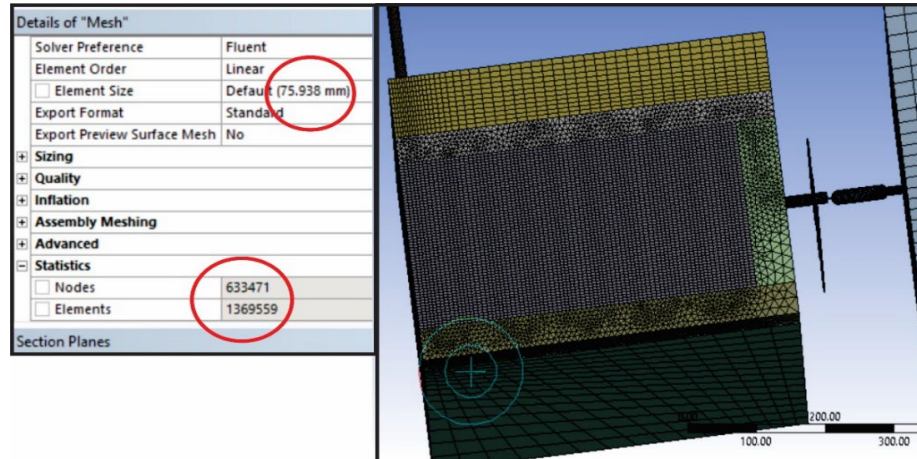 Details of "Mesh"
Solver Preference Fluent
Element Order Linear
Element Size Default (75.938 mm)
Export Format Standard
Export Preview Surface Mesh No
Sizing
Quality
Inflation
Assembly Meshing
Advanced
Statistics
Nodes 633471
Elements 1369559
Section Planes
0.00 200.00
100.00 300.00